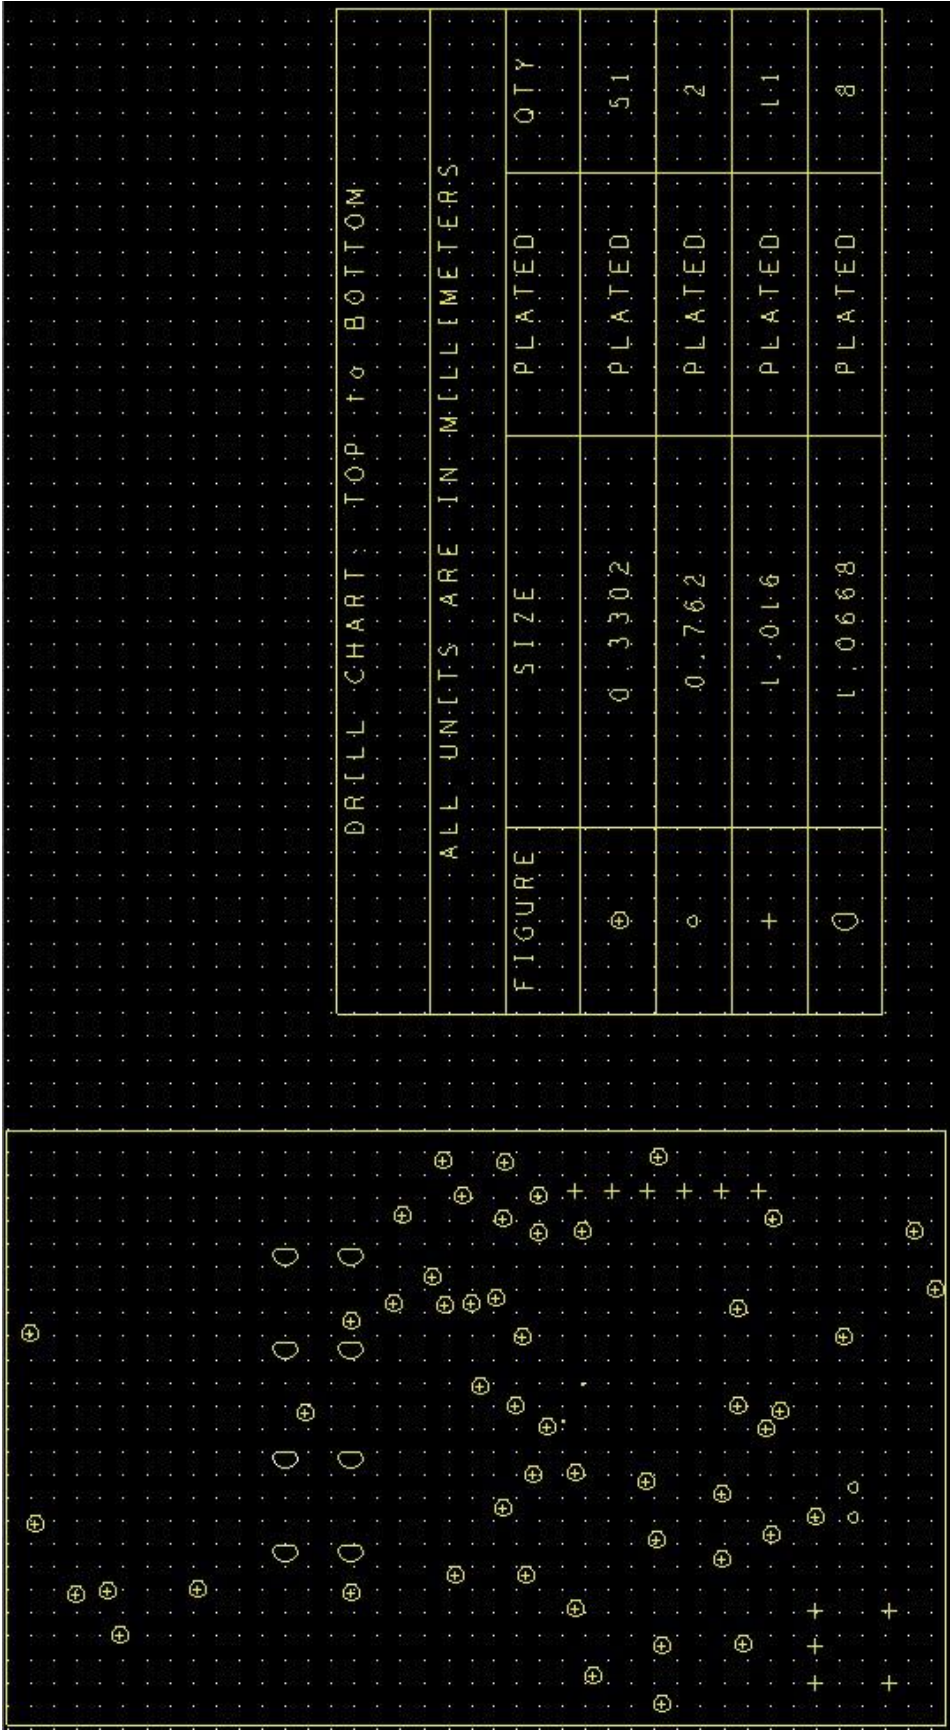 DRILL CHART: TOP to BOTTOM
ALL UNITS ARE IN MILLIMETERS
FIGURE SIZE PLATED QTY
0.3302 PLATED 51
0.762 PLATED 2
1.016 PLATED 11
1.0668 PLATED 8